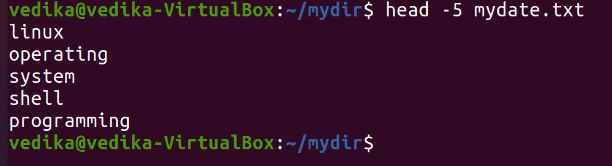 vedika@vedika-VirtualBox:~/mydir$ head -5 mydate.txt
linux
operating
system
shell
programming
vedika@vedika-VirtualBox:~/mydir$